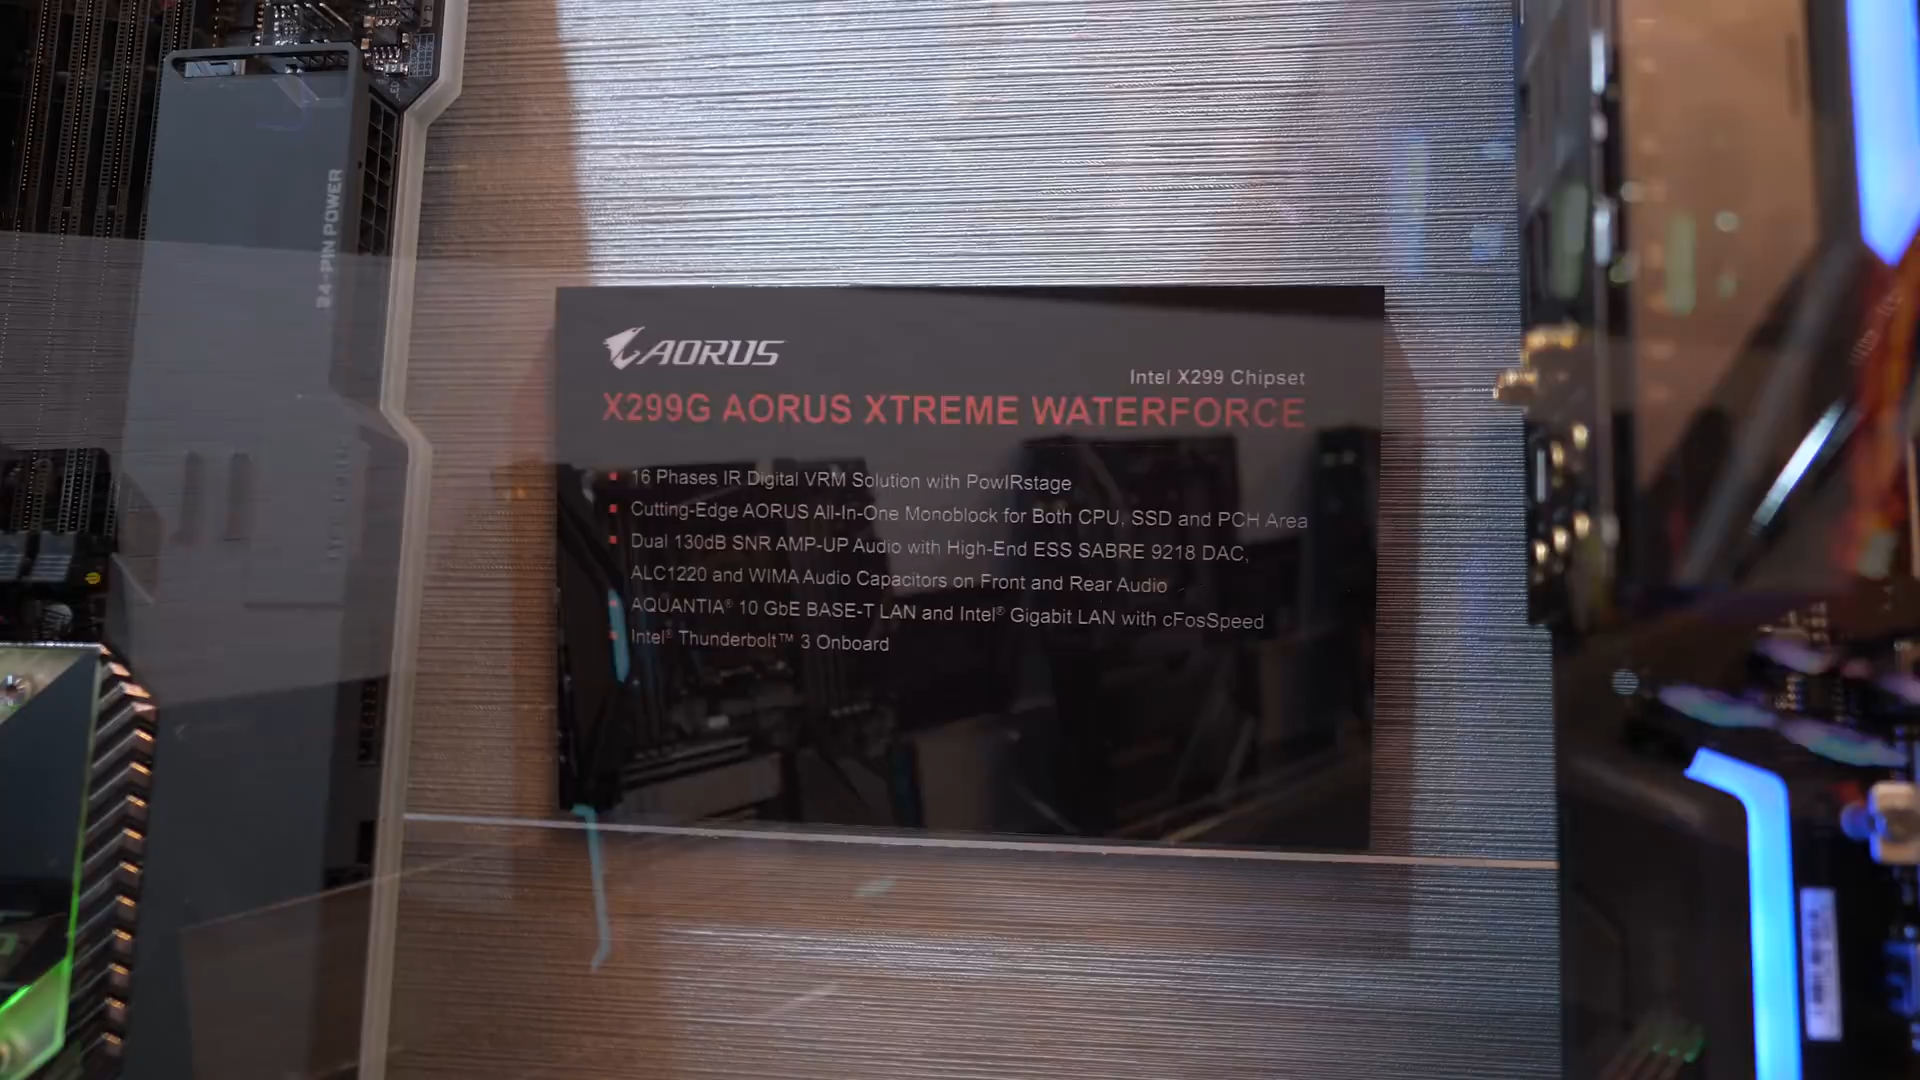 24-PIN POWER
AORUS
Intel X299 Chipset
X299G AORUS XTREME WATERFORCE
16 Phases IR Digital VRM Solution with PowIRstage
Cutting-Edge AORUS All-In-One Monoblock for Both CPU, SSD and PCH Area
Dual 130dB SNR AMP-UP Audio with High-End ESS SABRE 9218 DAC,
ALC1220 and WIMA Audio Capacitors on Front and Rear Audio
AQUANTIA® 10 GbE BASE-T LAN and Intel® Gigabit LAN with cFosSpeed
Intel® Thunderbolt™ 3 Onboard